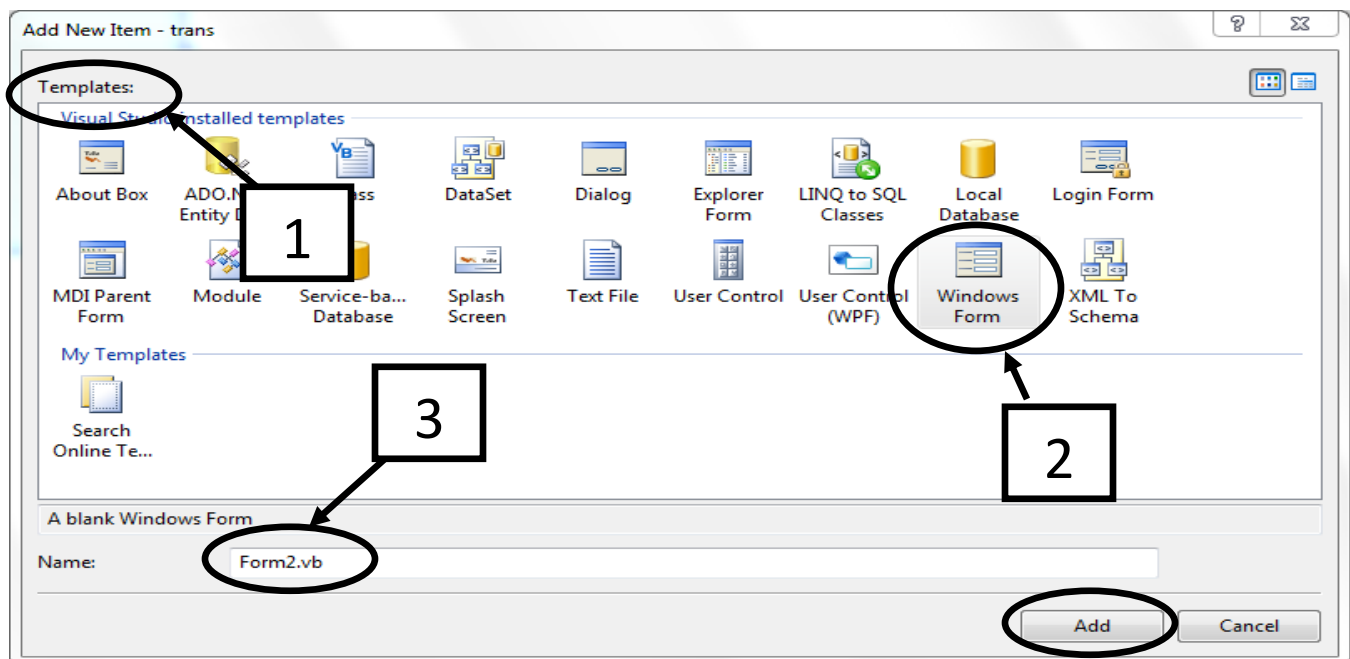 Add New Item - trans
Templates:
Visual Studio installed templates
About Box
ADO.N
Entity D
ass
DataSet
Dialog
Explorer
Form
LINQ to SQL
Classes
Local
Database
Login Form
1
MDI Parent
Form
Module
Service-ba...
Database
Splash
Screen
Text File
User Control
User Control
(WPF)
Windows
Form
XML To
Schema
My Templates
Search
Online Te...
3
2
A blank Windows Form
Name:
Form2.vb
Add
Cancel